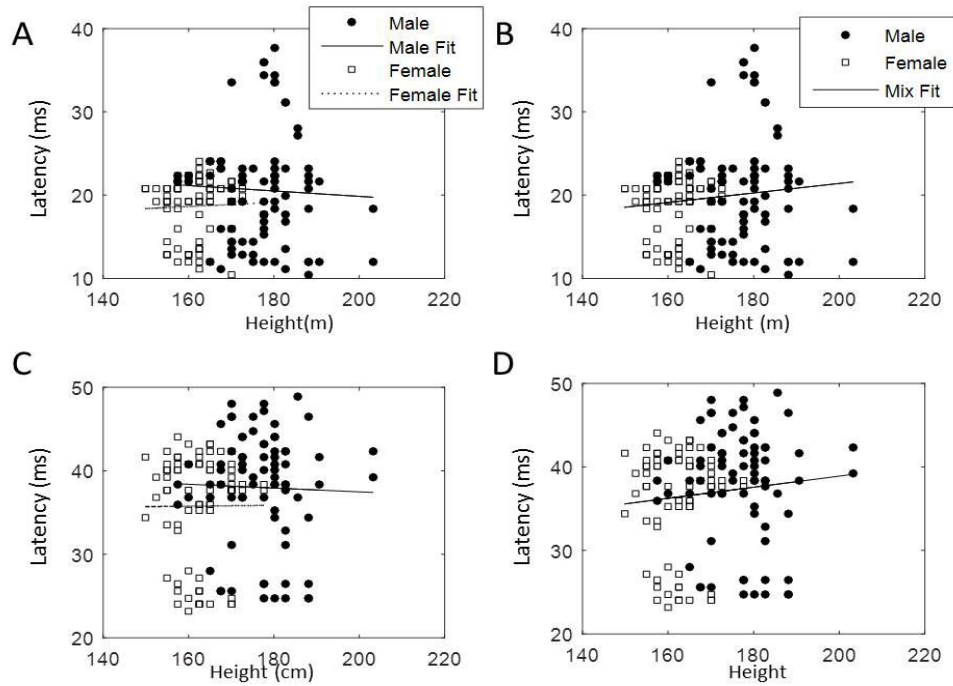 A
Latency (ms)
40
30
20
10
140
160
180
200
220
Height(m)
Male
Male Fit
Female
Female Fit
B
Latency (ms)
40
30
20
10
140
160
180
200
220
Height (m)
Male
Female
Mix Fit
C
Latency (ms)
50
40
30
20
140
160
180
200
220
Height (cm)
D
Latency (ms)
50
40
30
20
140
160
180
200
220
Height